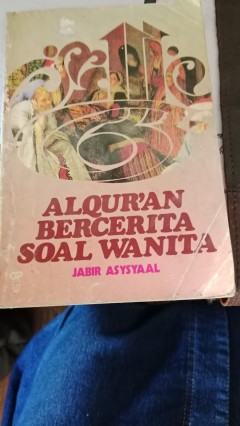 ALQUR'AN
BERCERITA
SOAL WANITA
JABIR ASYSYAAL